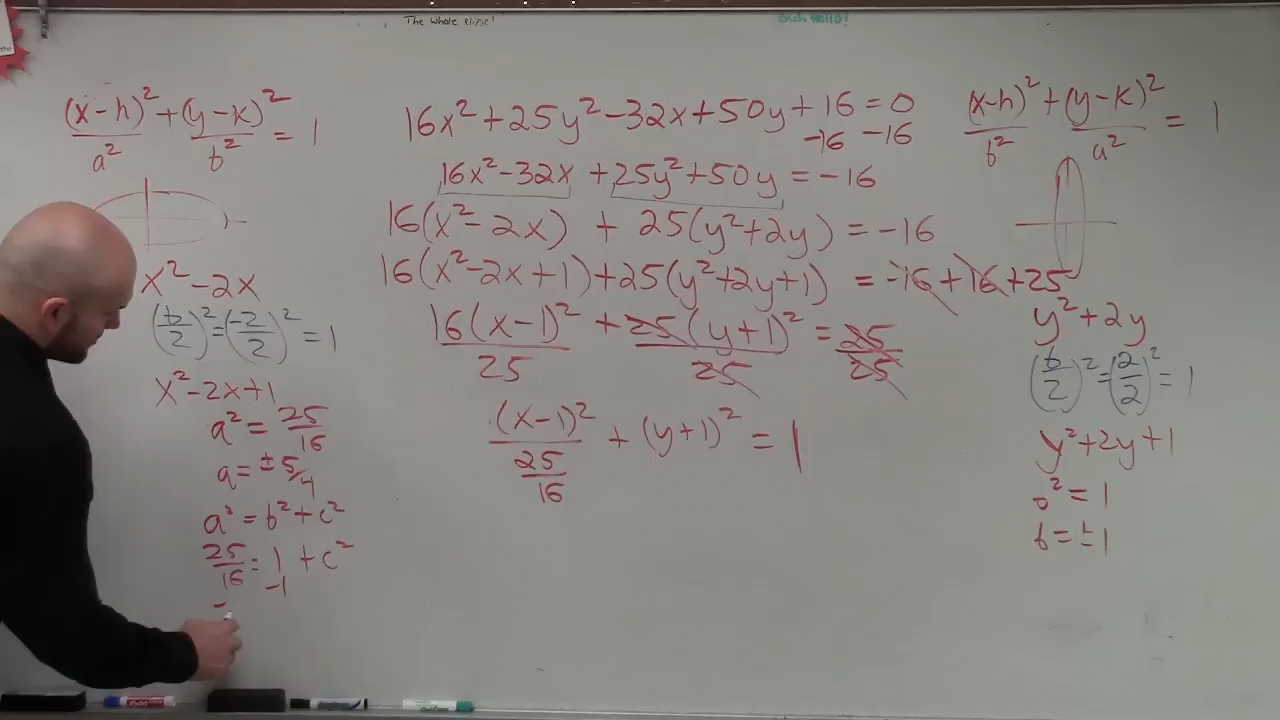 The whole elipse!
(x-h)²/a² + (y-k)²/b² = 1
x²-2x
(b/2)² = (-2/2)² = 1
x²-2x+1
a² = 25/16
a = ±5/4
a² = b²+c²
25/16 = 1 + c²
-1
-
16x²+25y²-32x+50y+16=0
-16 -16
16x²-32x +25y²+50y = -16
16(x²-2x) + 25(y²+2y) = -16
16(x²-2x+1)+25(y²+2y+1) = -16+16+25
16(x-1)²/25 + 25(y+1)²/25 = 25/25
(x-1)²/(25/16) + (y+1)² = 1
(x-h)²/b² + (y-k)²/a² = 1
y²+2y
(b/2)² = (2/2)² = 1
y²+2y+1
b² = 1
b = ±1